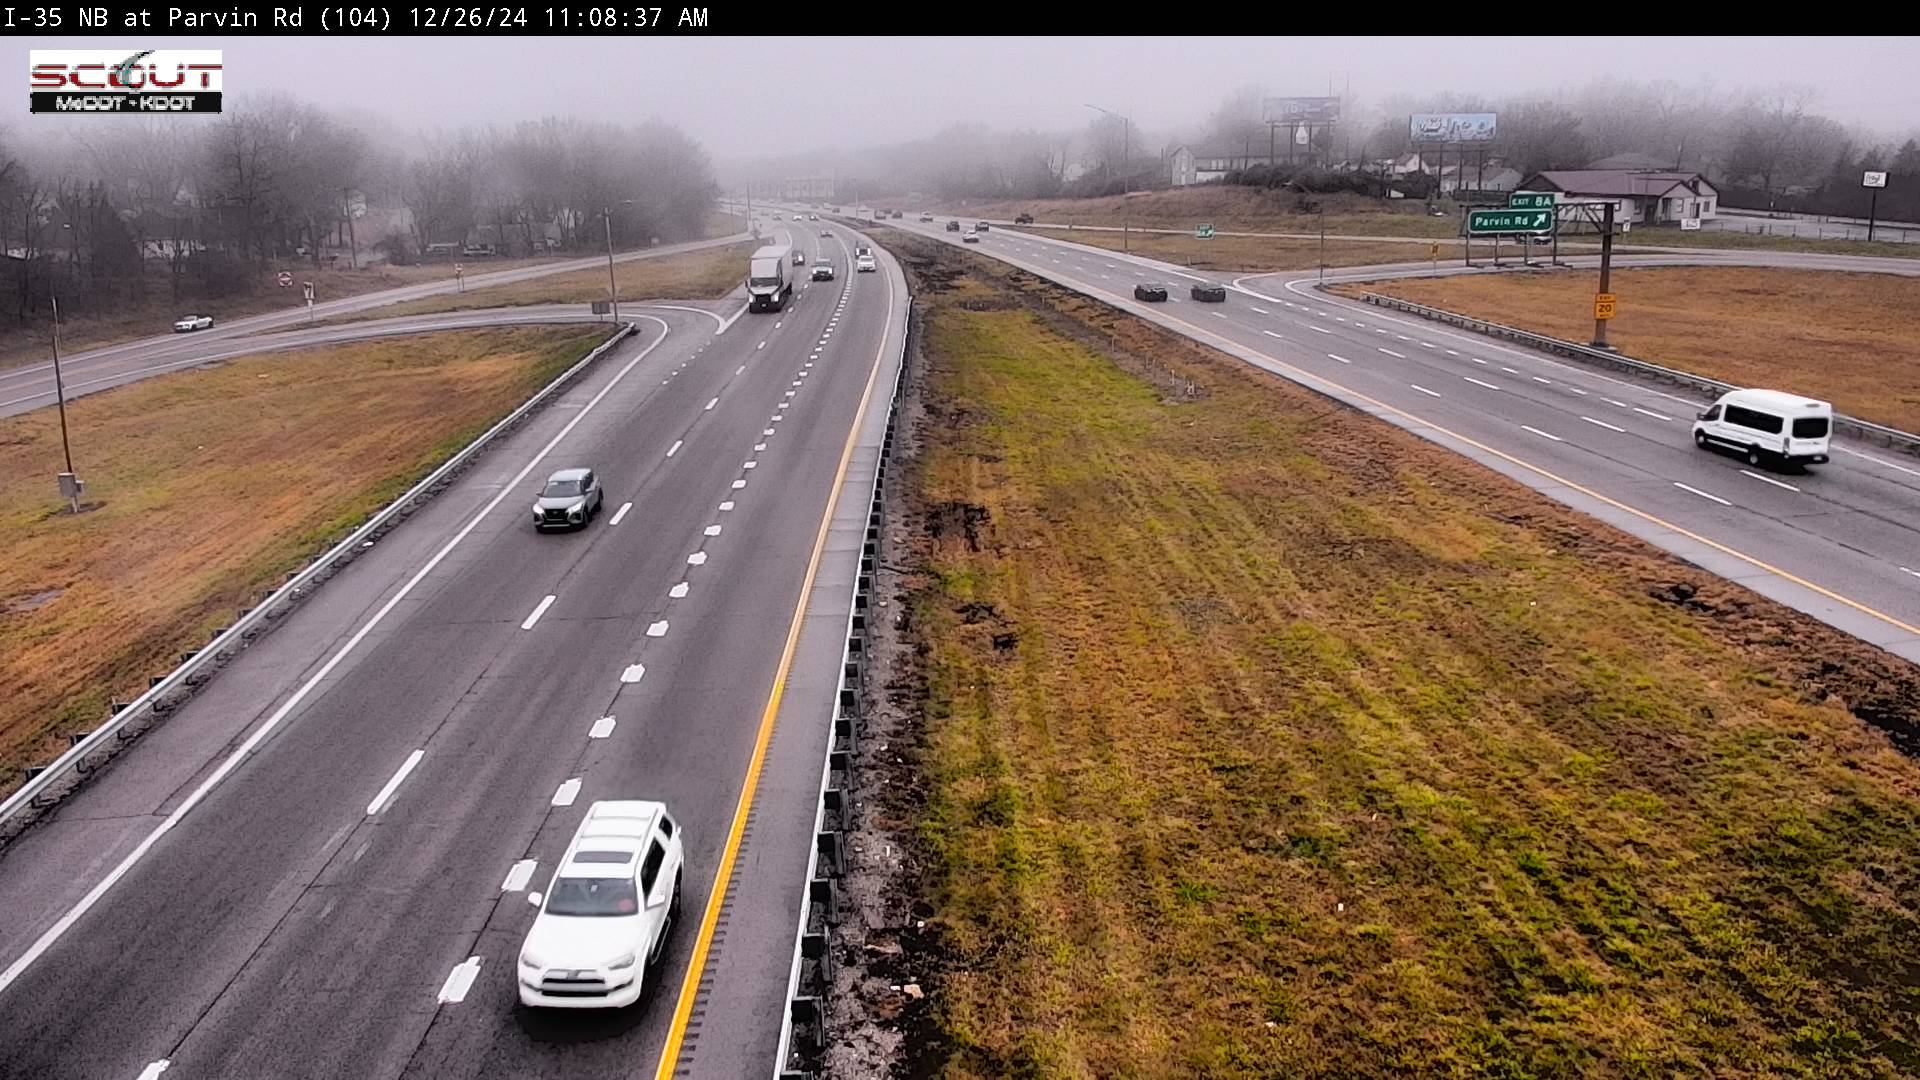 I-35 NB at Parvin Rd (104) 12/26/24 11:08:37 AM
SCOUT
MoDOT - KDOT
EXIT 8A
Parvin Rd
20